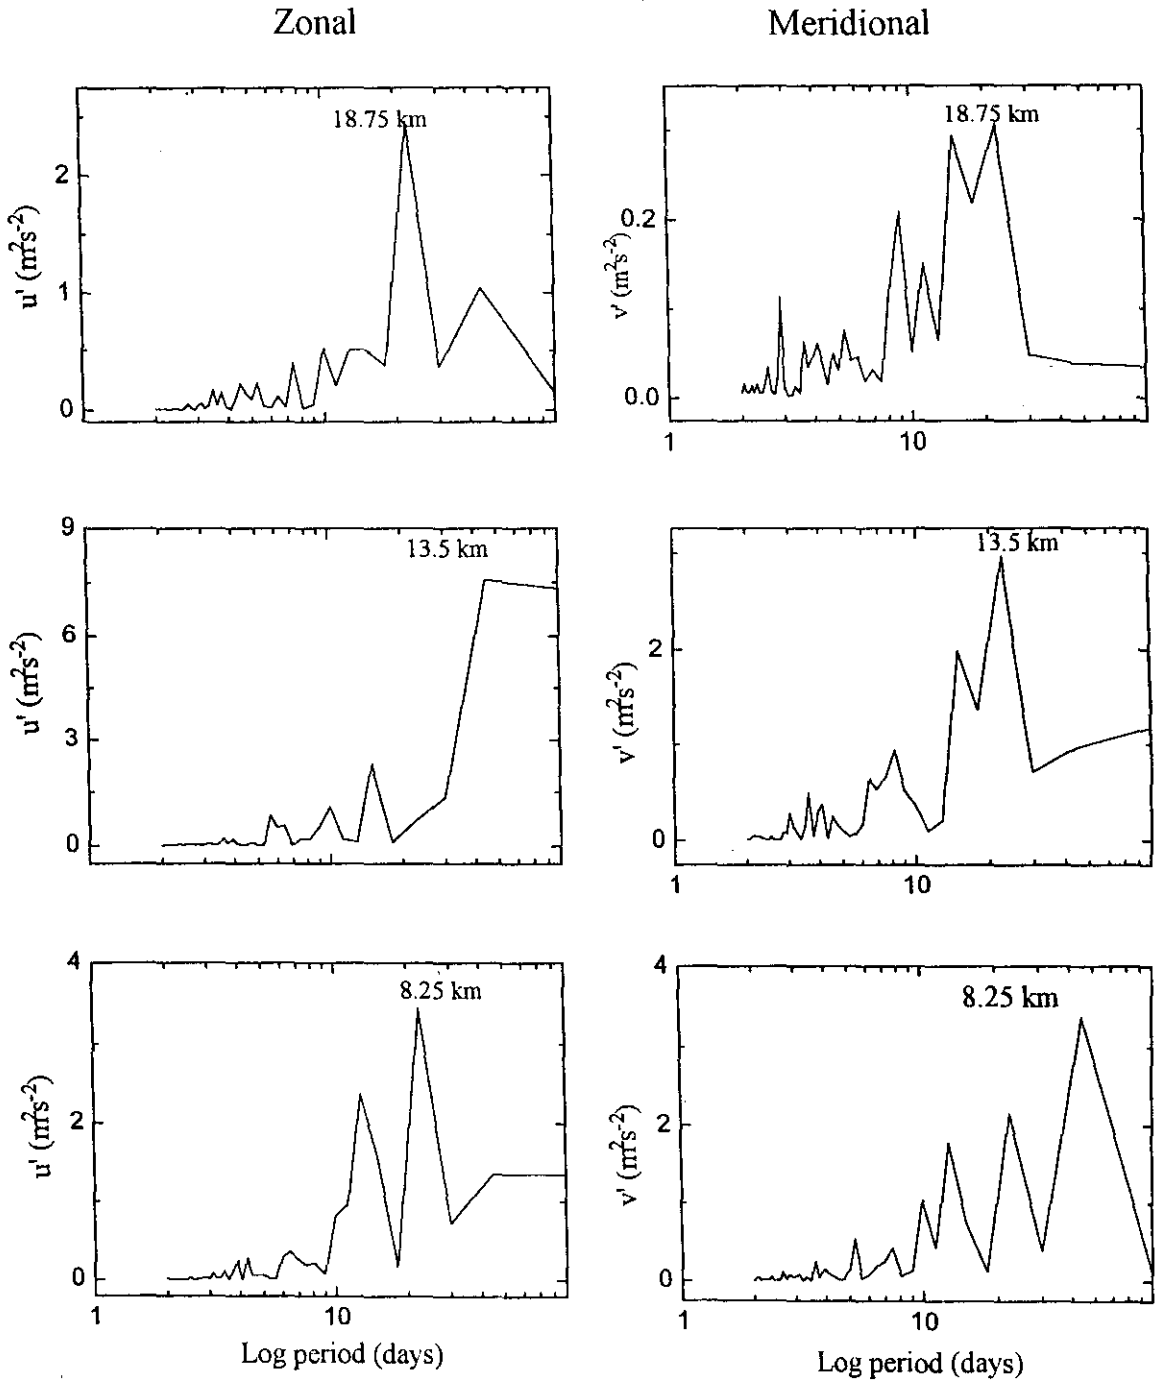 Zonal
Meridional
18.75 km
2
1
0
u' (m²s⁻²)
18.75 km
0.2
0.0
v' (m²s⁻²)
1
10
13.5 km
9
6
3
0
u' (m²s⁻²)
13.5 km
2
0
v' (m²s⁻²)
1
10
8.25 km
4
2
0
u' (m²s⁻²)
1
10
Log period (days)
8.25 km
4
2
0
v' (m²s⁻²)
1
10
Log period (days)